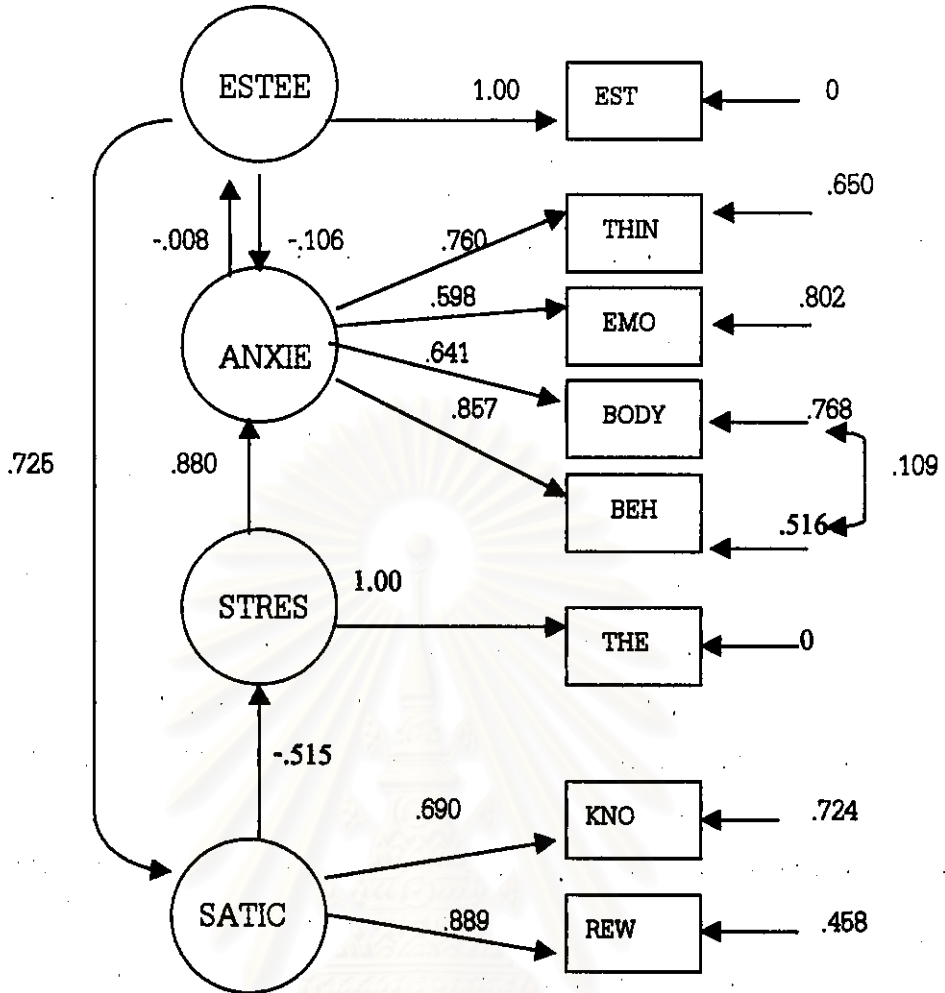 ESTEE
1.00
EST
0
-.008
-.106
.760
THIN
.650
.598
EMO
.802
ANXIE
.641
BODY
.768
.857
.109
BEH
.516
.725
.880
STRES
1.00
THE
0
-.515
.690
KNO
.724
SATIC
.889
REW
.458